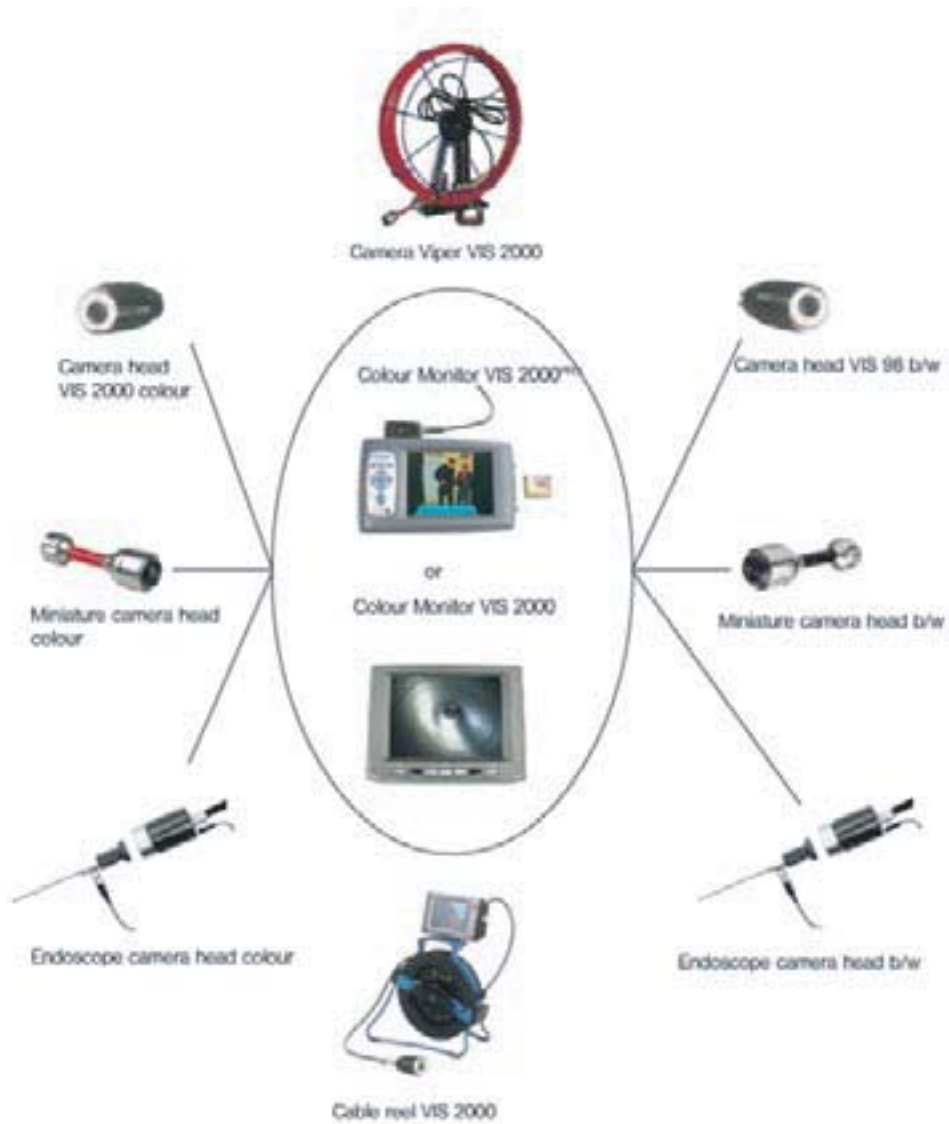 Camera Viper VIS 2000
Camera head
VIS 2000 colour
Camera head VIS 98 b/w
Colour Monitor VIS 2000
Miniature camera head
colour
or
Colour Monitor VIS 2000
Miniature camera head b/w
Endoscope camera head colour
Endoscope camera head b/w
Cable reel VIS 2000